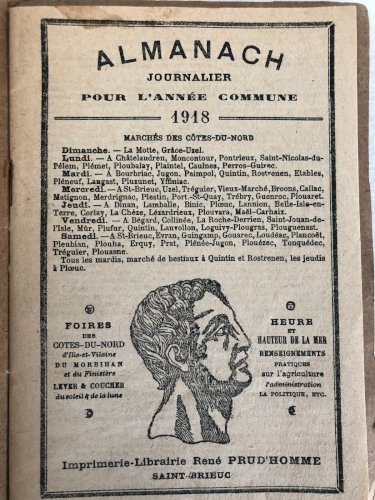 ALMANACH
JOURNALIER
POUR L'ANNÉE COMMUNE
1918
MARCHÉS DES CÔTES-DU-NORD
Dimanche. — La Motte, Grâce-Uzel.
Lundi. — A Châtelaudren, Moncontour, Pontrieux, Saint-Nicolas-du-
Pélem, Plémet, Ploubalay, Plaintel, Caulnes, Perros-Guirec.
Mardi. — A Bourbriac, Jugon, Paimpol, Quintin, Rostrenen, Etables,
Pléneuf, Laugast, Plouzunet, Yffiniac.
Mercredi. — A St-Brieuc, Uzel, Tréguier, Vieux-Marché, Broons, Callac,
Matignon, Merdrignac, Plestin, Port-St-Quay, Trébry, Guenroc, Plouaret.
Jeudi. — A Dinan, Lamballe, Binic, Plœuc, Lannion, Belle-Isle-en-
Terre, Corlay, La Chèze, Lézardrieux, Plouvara, Maël-Carhaix.
Vendredi. — A Bégard, Collinée, La Roche-Derrien, Saint-Jouan-de-
l'Isle, Mûr, Plufur, Quintin, Lanvollon, Loguivy-Plougras, Plouguenast.
Samedi. — A St-Brieuc, Evran, Guingamp, Gouarec, Loudéac, Plancoët,
Pleubian, Plouha, Erquy, Prat, Plénée-Jugon, Plouézec, Tonquédec,
Tréguier, Plouasne.
Tous les mardis, marché de bestiaux à Quintin et Rostrenen, les jeudis
à Plœuc.
FOIRES
DES
COTES-DU-NORD
d'Ille-et-Vilaine
DU MORBIHAN
et du Finistère
LEVER & COUCHER
du soleil & de la lune
HEURE
ET
HAUTEUR DE LA MER
RENSEIGNEMENTS
PRATIQUES
sur l'agriculture
l'administration
LA POLITIQUE, ETC.
Imprimerie-Librairie René PRUD'HOMME
SAINT-BRIEUC